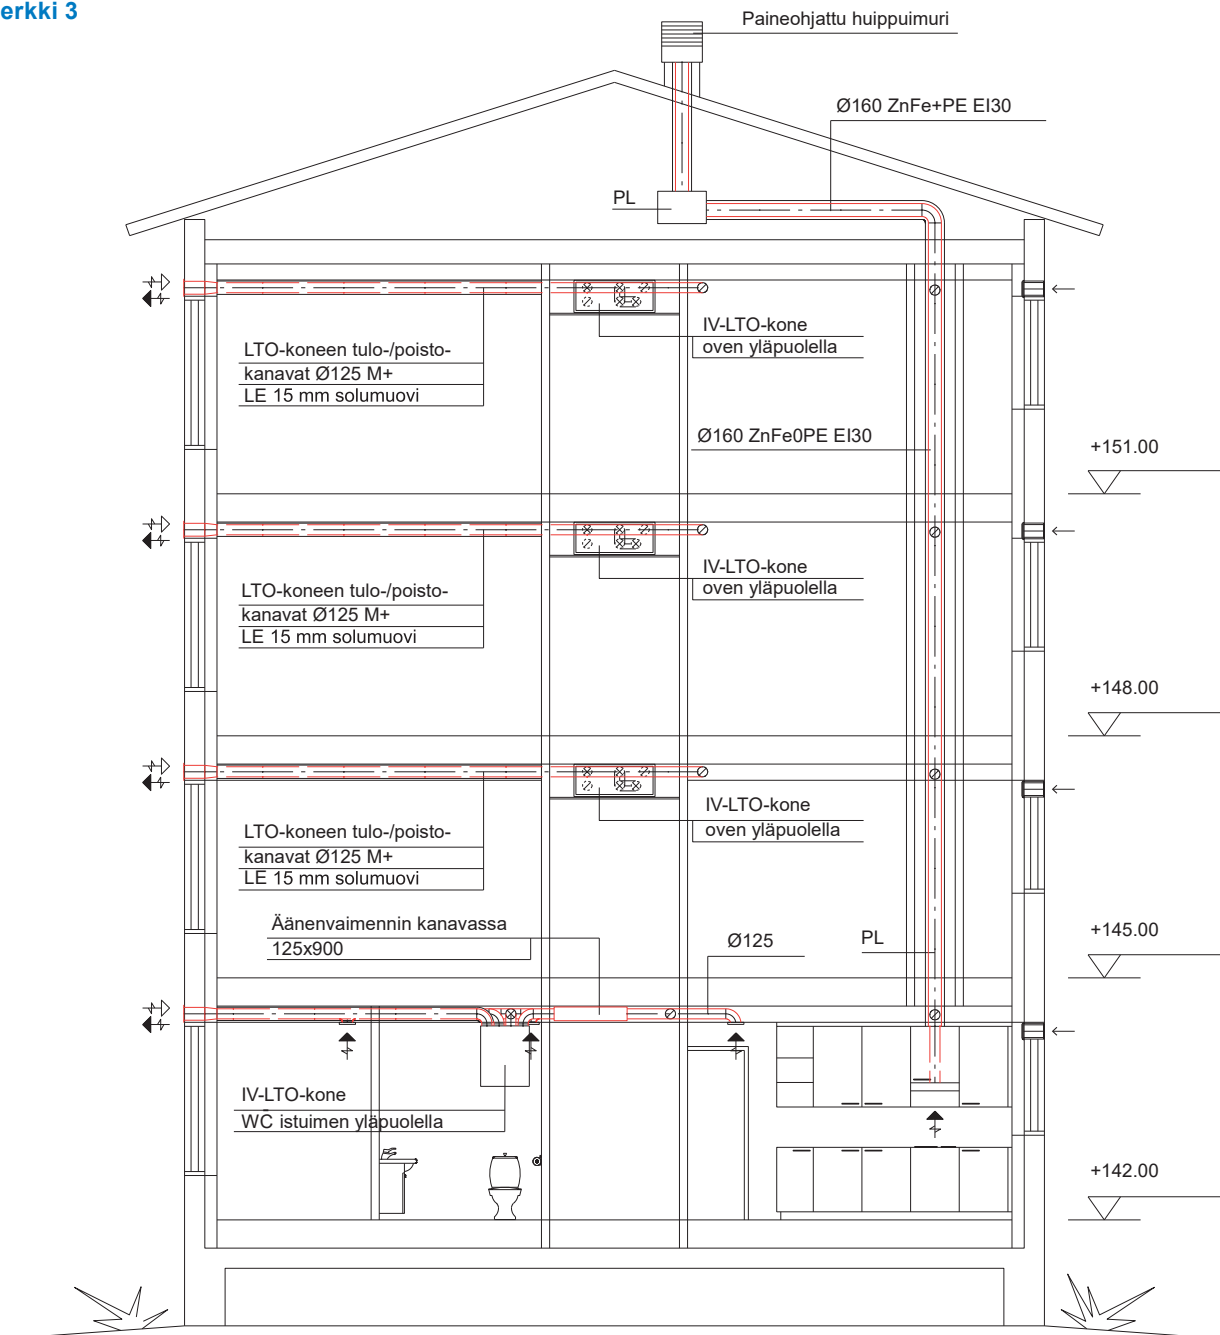 erkki 3
Paineohjattu huippuimuri
Ø160 ZnFe+PE EI30
PL
IV-LTO-kone
oven yläpuolella
LTO-koneen tulo-/poisto-
kanavat Ø125 M+
LE 15 mm solumuovi
Ø160 ZnFe0PE EI30
+151.00
IV-LTO-kone
oven yläpuolella
LTO-koneen tulo-/poisto-
kanavat Ø125 M+
LE 15 mm solumuovi
+148.00
IV-LTO-kone
oven yläpuolella
LTO-koneen tulo-/poisto-
kanavat Ø125 M+
LE 15 mm solumuovi
Äänenvaimennin kanavassa
125x900
Ø125
PL
+145.00
IV-LTO-kone
WC istuimen yläpuolella
+142.00